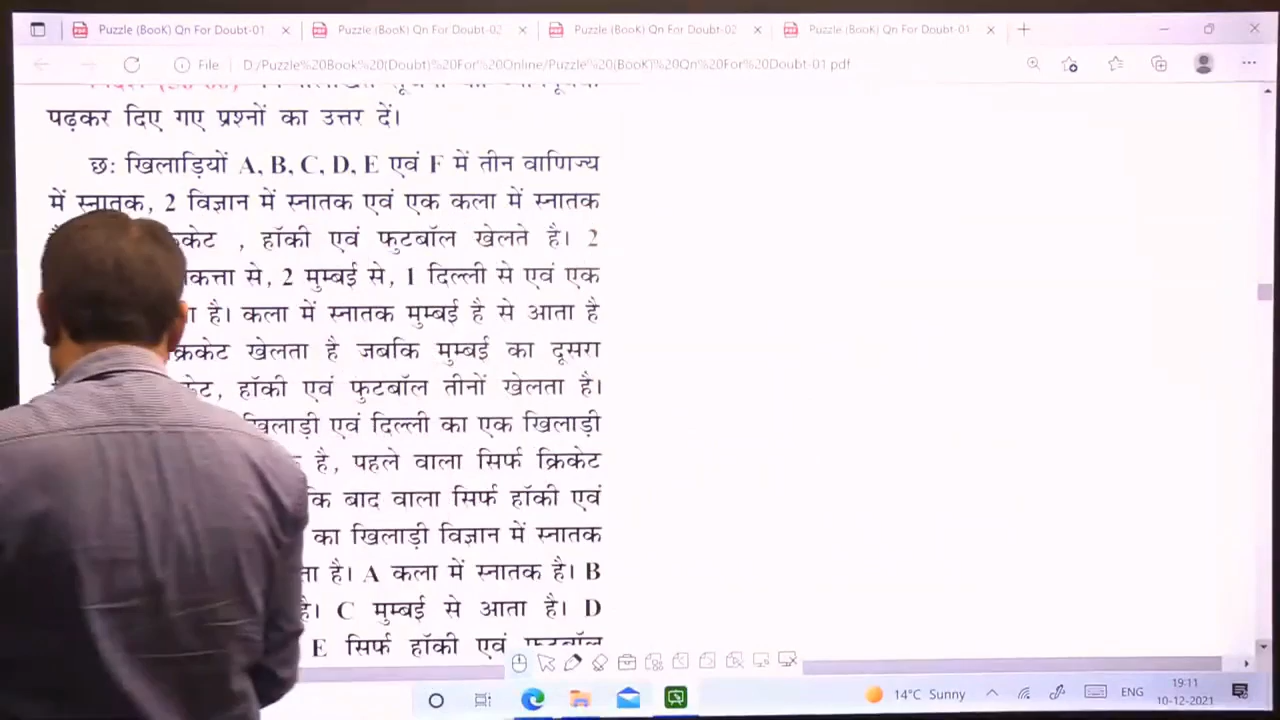 Puzzle (BooK) Qn For Doubt-01
Puzzle (BooK) Qn For Doubt-02
Puzzle (BooK) Qn For Doubt-02
Puzzle (BooK) Qn For Doubt-01
File D:/Puzzle%20Book%20(Doubt)%20For%20Online/Puzzle%20(BooK)%20Qn%20For%20Doubt-01.pdf
पढ़कर दिए गए प्रश्नों का उत्तर दें।
छः खिलाड़ियों A, B, C, D, E एवं F में तीन वाणिज्य
में स्नातक, 2 विज्ञान में स्नातक एवं एक कला में स्नातक
, हॉकी एवं फुटबॉल खेलते है। 2
से, 2 मुम्बई से, 1 दिल्ली से एवं एक
है। कला में स्नातक मुम्बई है से आता है
खेलता है जबकि मुम्बई का दूसरा
हॉकी एवं फुटबॉल तीनों खेलता है।
एवं दिल्ली का एक खिलाड़ी
है, पहले वाला सिर्फ क्रिकेट
बाद वाला सिर्फ हॉकी एवं
का खिलाड़ी विज्ञान में स्नातक
है। A कला में स्नातक है। B
है। C मुम्बई से आता है। D
E सिर्फ हॉकी एवं
14°C Sunny
ENG
19:11
10-12-2021